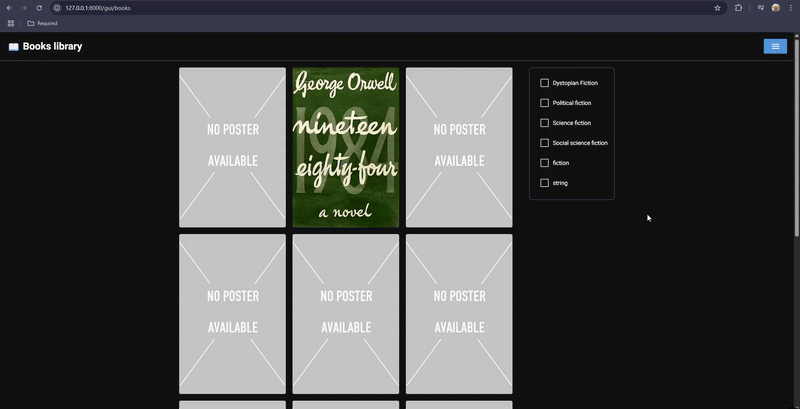 127.0.0.1:8000/gui/books
Required
Books library
NO POSTER
AVAILABLE
George Orwell
1984
nineteen
eighty-four
a novel
NO POSTER
AVAILABLE
Dystopian Fiction
Political fiction
Science fiction
Social science fiction
fiction
string
NO POSTER
AVAILABLE
NO POSTER
AVAILABLE
NO POSTER
AVAILABLE